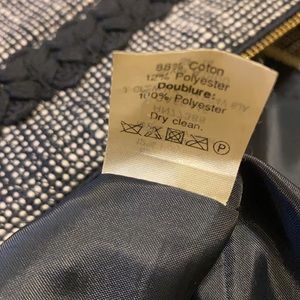 88% Coton
12% Polyester
Doublure:
100% Polyester
Dry clean.
P